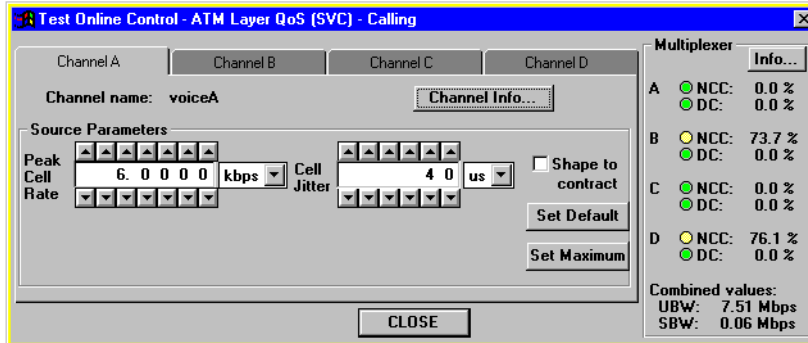 Test Online Control - ATM Layer QoS (SVC) - Calling
Channel A Channel B Channel C Channel D
Channel name: voiceA Channel Info...
Source Parameters
Peak Cell Rate 6. 0 0 0 0 kbps Cell Jitter 4 0 us Shape to contract
Set Default
Set Maximum
CLOSE
Multiplexer
Info...
A NCC: 0.0 %
DC: 0.0 %
B NCC: 73.7 %
DC: 0.0 %
C NCC: 0.0 %
DC: 0.0 %
D NCC: 76.1 %
DC: 0.0 %
Combined values:
UBW: 7.51 Mbps
SBW: 0.06 Mbps